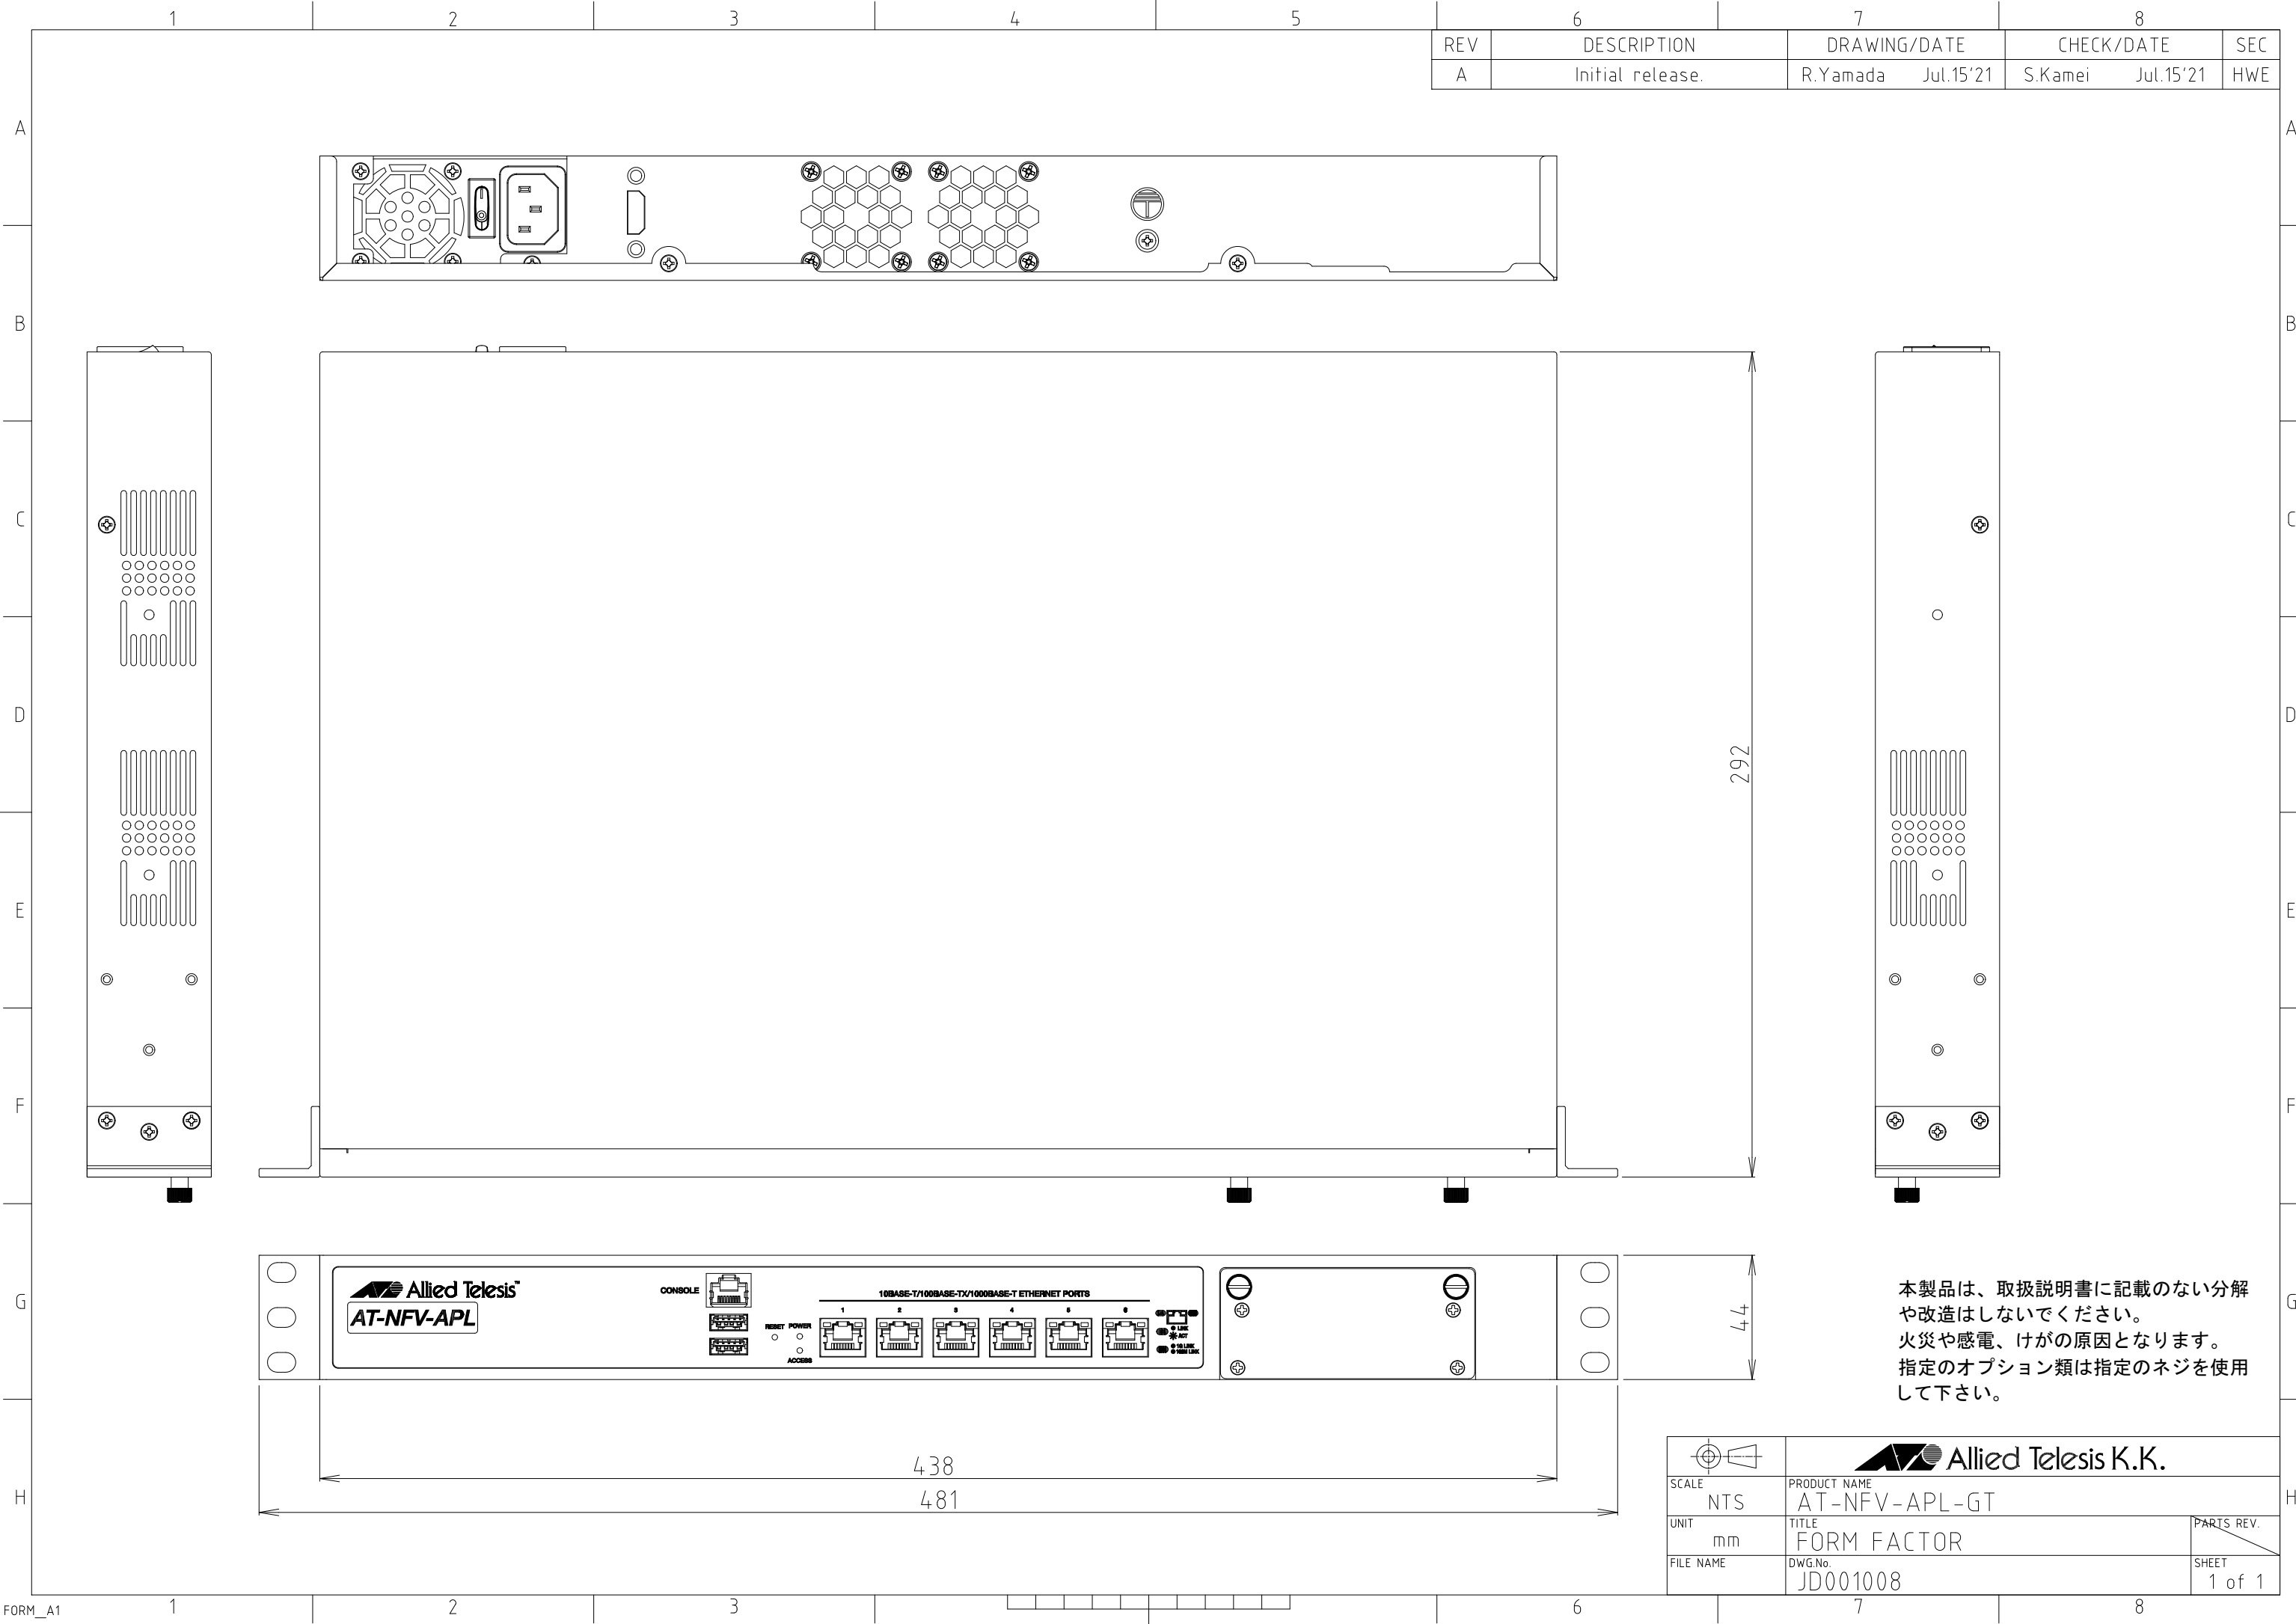 1 2 3 4 5 6 7 8
REV DESCRIPTION DRAWING/DATE CHECK/DATE SEC
A Initial release. R.Yamada Jul.15'21 S.Kamei Jul.15'21 HWE
A A
B B
C C
D D
292
E E
F F
G G
Allied Telesis™
AT-NFV-APL
CONSOLE
RESET POWER
ACCESS
10BASE-T/100BASE-TX/1000BASE-T ETHERNET PORTS
1 2 3 4 5 6
LINK
ACT
1G LINK
100M LINK
44
本製品は、取扱説明書に記載のない分解
や改造はしないでください。
火災や感電、けがの原因となります。
指定のオプション類は指定のネジを使用
して下さい。
438
481
H H
Allied Telesis K.K.
SCALE
NTS
PRODUCT NAME
AT-NFV-APL-GT
UNIT
mm
TITLE
FORM FACTOR
PARTS REV.
FILE NAME
DWG.No.
JD001008
SHEET
1 of 1
FORM_A1
1 2 3 6 7 8